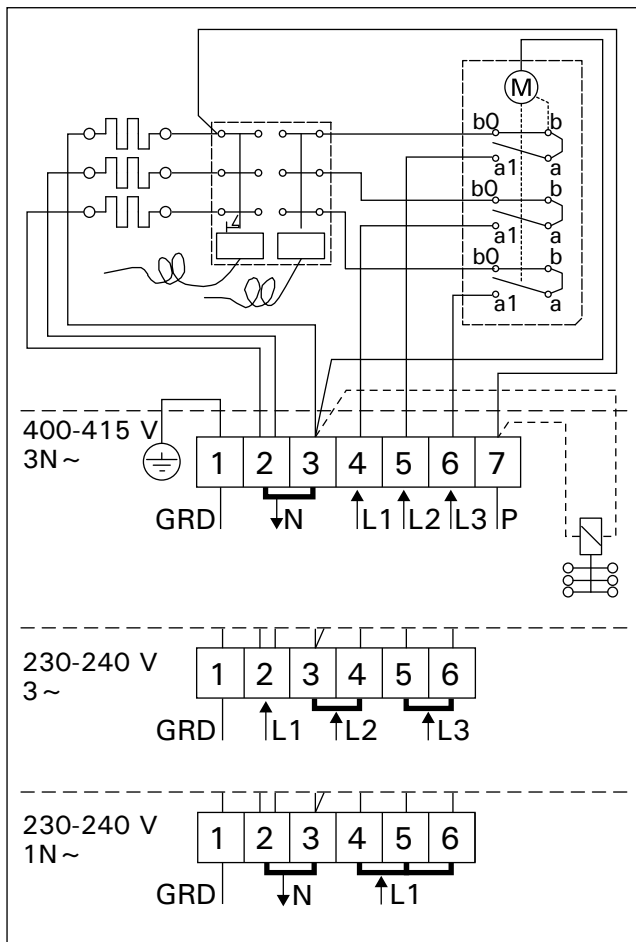 M
b0 b
a1 a
b0 b
a1 a
b0 b
a1 a
400-415 V
3N~
1 2 3 4 5 6 7
GRD N L1 L2 L3 P
230-240 V
3~
1 2 3 4 5 6
GRD L1 L2 L3
230-240 V
1N~
1 2 3 4 5 6
GRD N L1